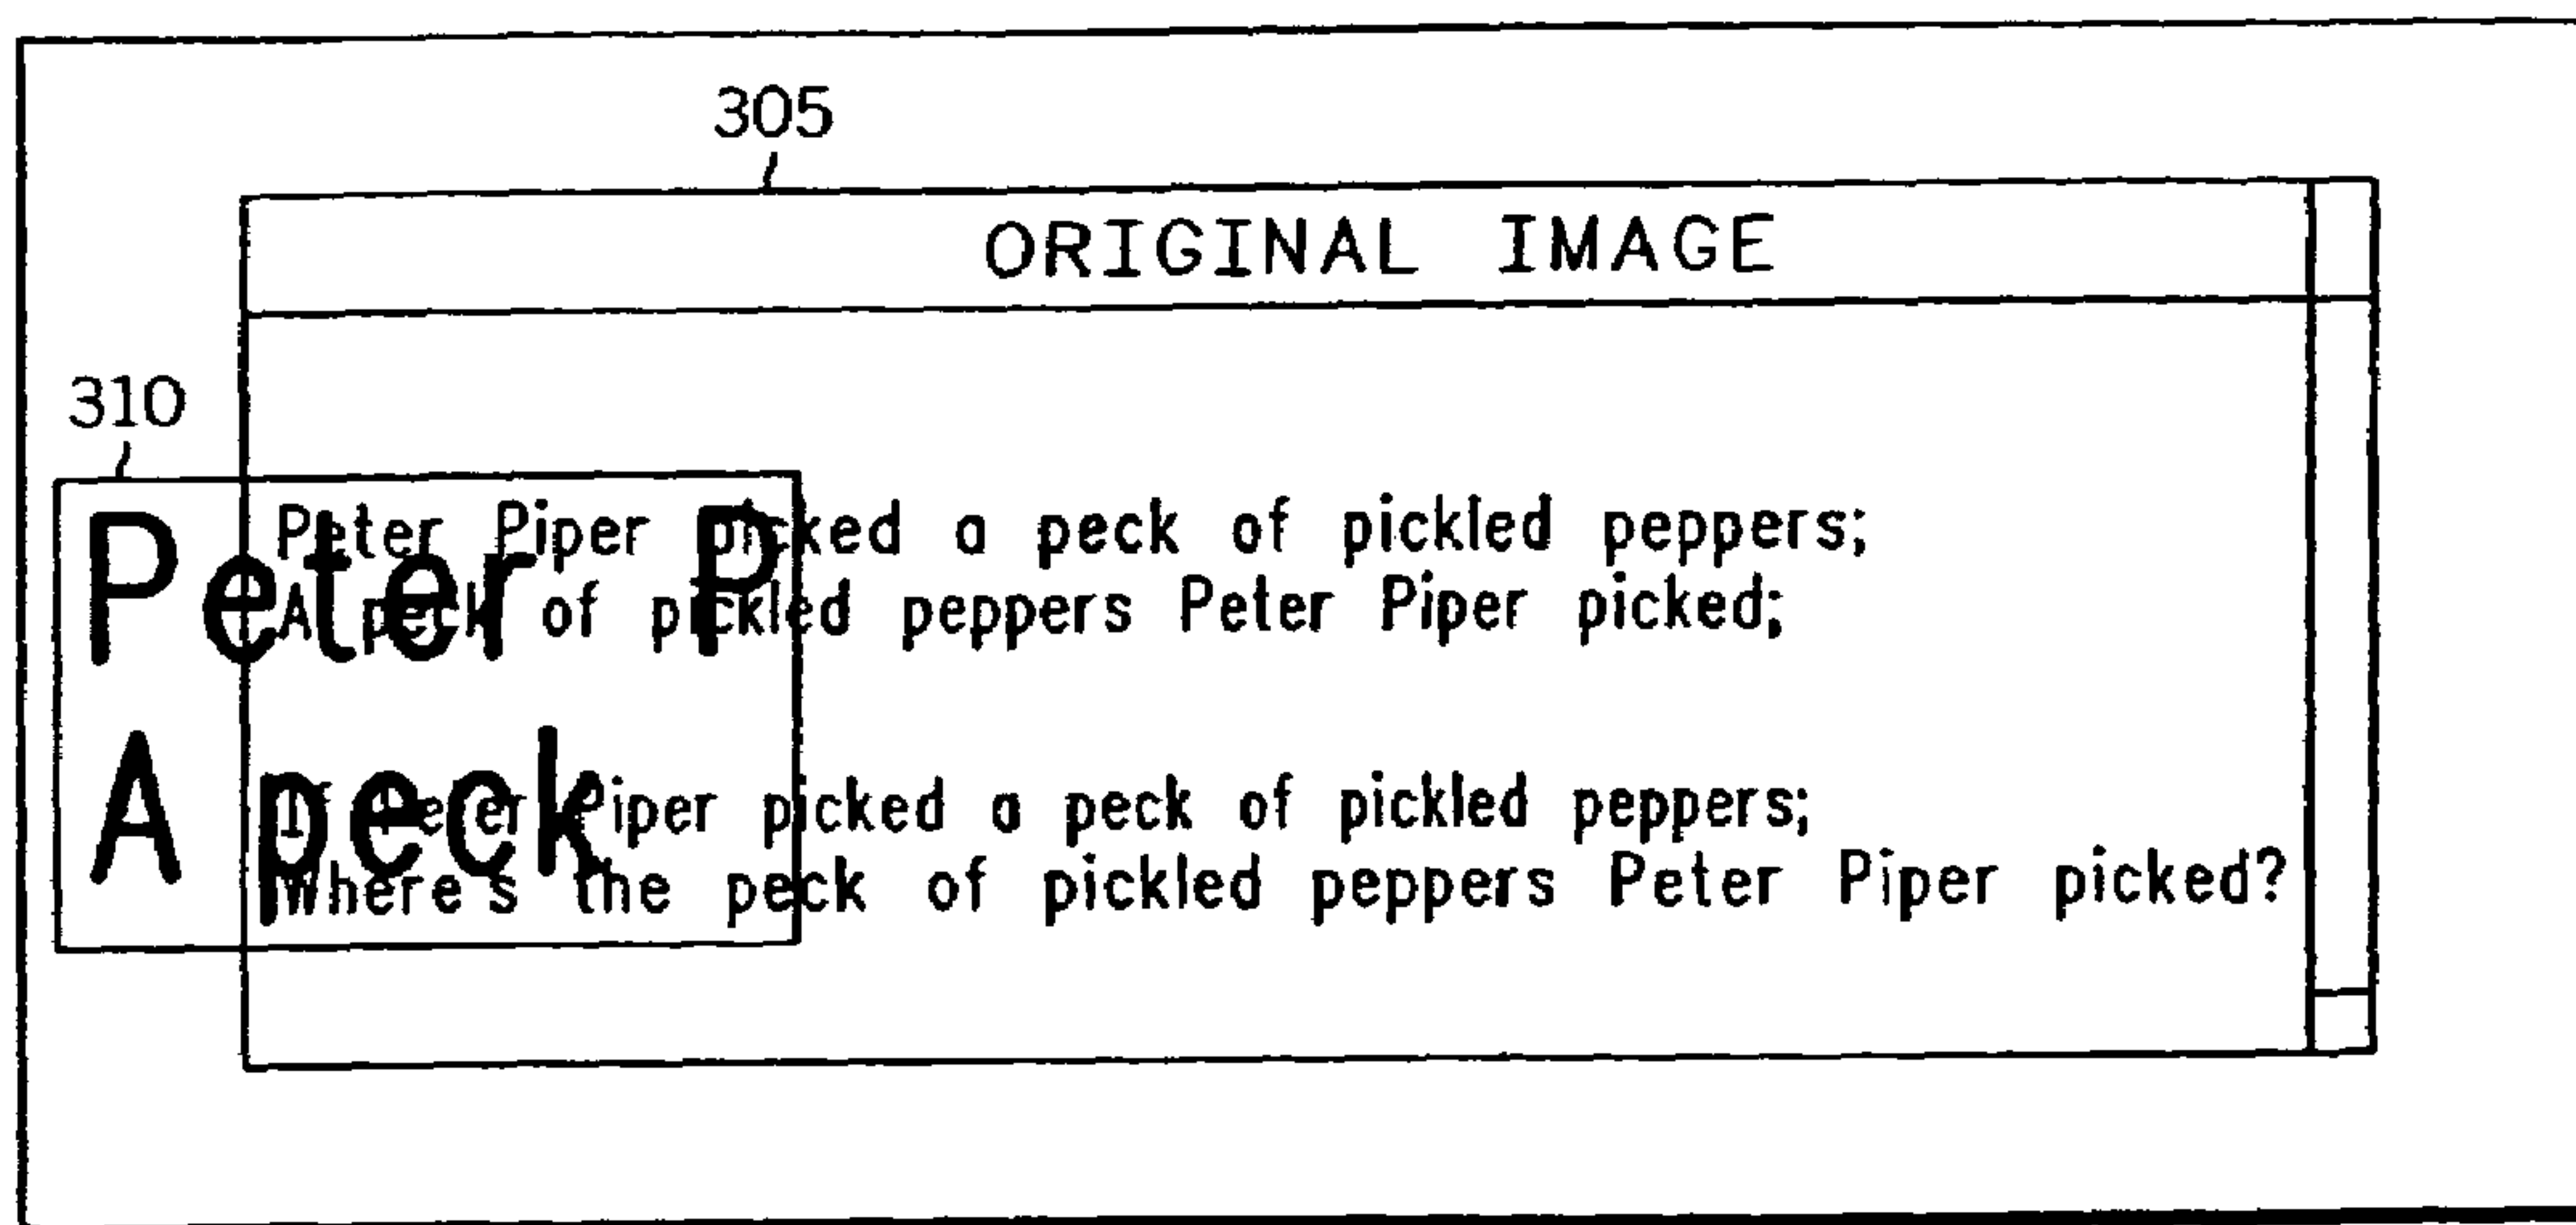 305
ORIGINAL IMAGE
310
Peter Piper picked a peck of pickled peppers;
A peck of pickled peppers Peter Piper picked;
Peter P
A peck
If Peter Piper picked a peck of pickled peppers;
Where's the peck of pickled peppers Peter Piper picked?